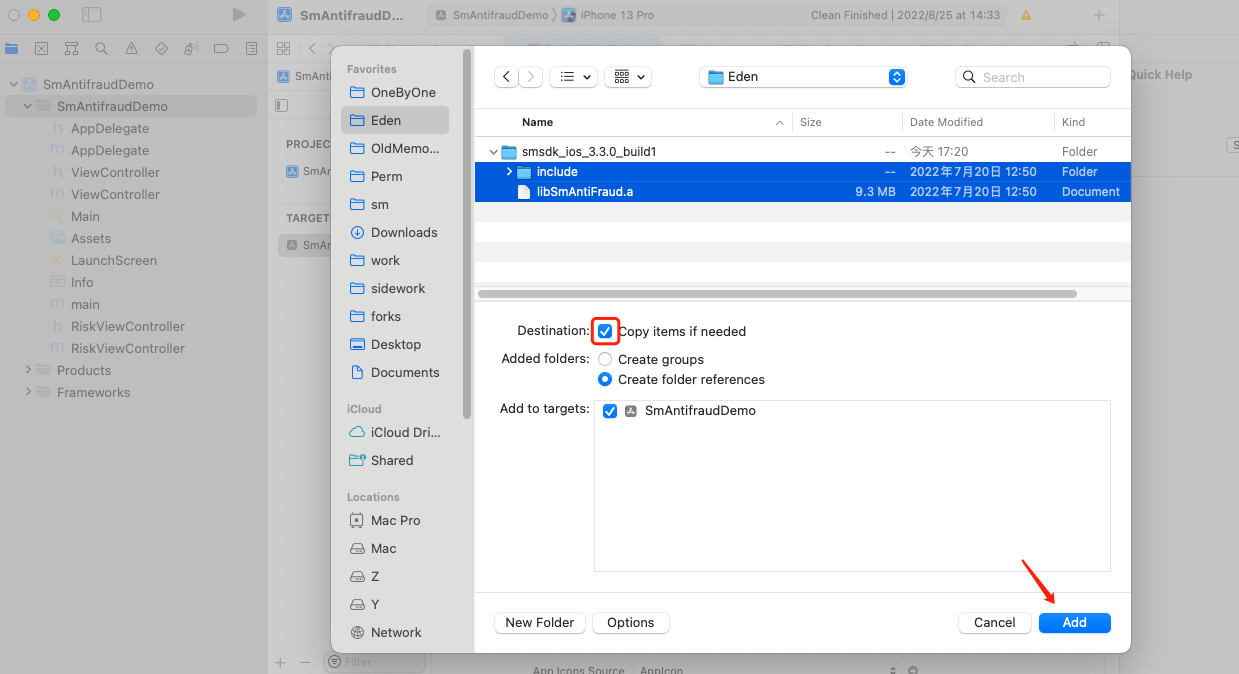 SmAntifraudD...
SmAntifraudDemo
iPhone 13 Pro
Clean Finished | 2022/8/25 at 14:33
SmAntifraudDemo
SmAntifraudDemo
h AppDelegate
m AppDelegate
h ViewController
m ViewController
Main
Assets
LaunchScreen
Info
m main
h RiskViewController
m RiskViewController
Products
Frameworks
SmAnti
PROJEC
SmAn
TARGET
SmAn
Quick Help
Favorites
OneByOne
Eden
OldMemo...
Perm
sm
Downloads
work
sidework
forks
Desktop
Documents
iCloud
iCloud Dri...
Shared
Locations
Mac Pro
Mac
Z
Y
Network
Eden
Search
Name
Size
Date Modified
Kind
smsdk_ios_3.3.0_build1 -- 今天 17:20 Folder
include -- 2022年7月20日 12:50 Folder
libSmAntiFraud.a 9.3 MB 2022年7月20日 12:50 Document
Destination: Copy items if needed
Added folders: Create groups
Create folder references
Add to targets: SmAntifraudDemo
New Folder
Options
Cancel
Add
Filter
App Icons Source AppIcon